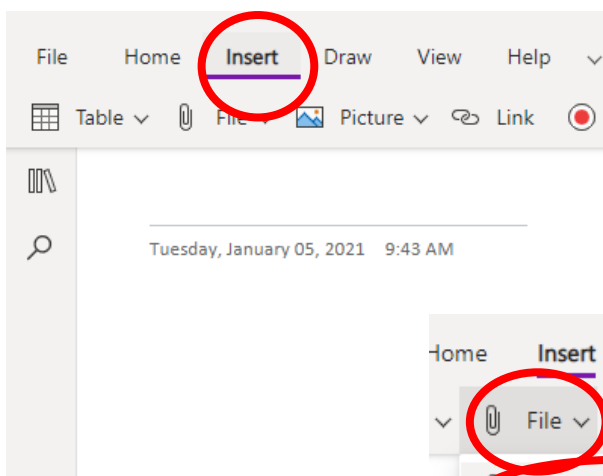 File Home Insert Draw View Help
Table File Picture Link
Tuesday, January 05, 2021 9:43 AM
Home Insert
File